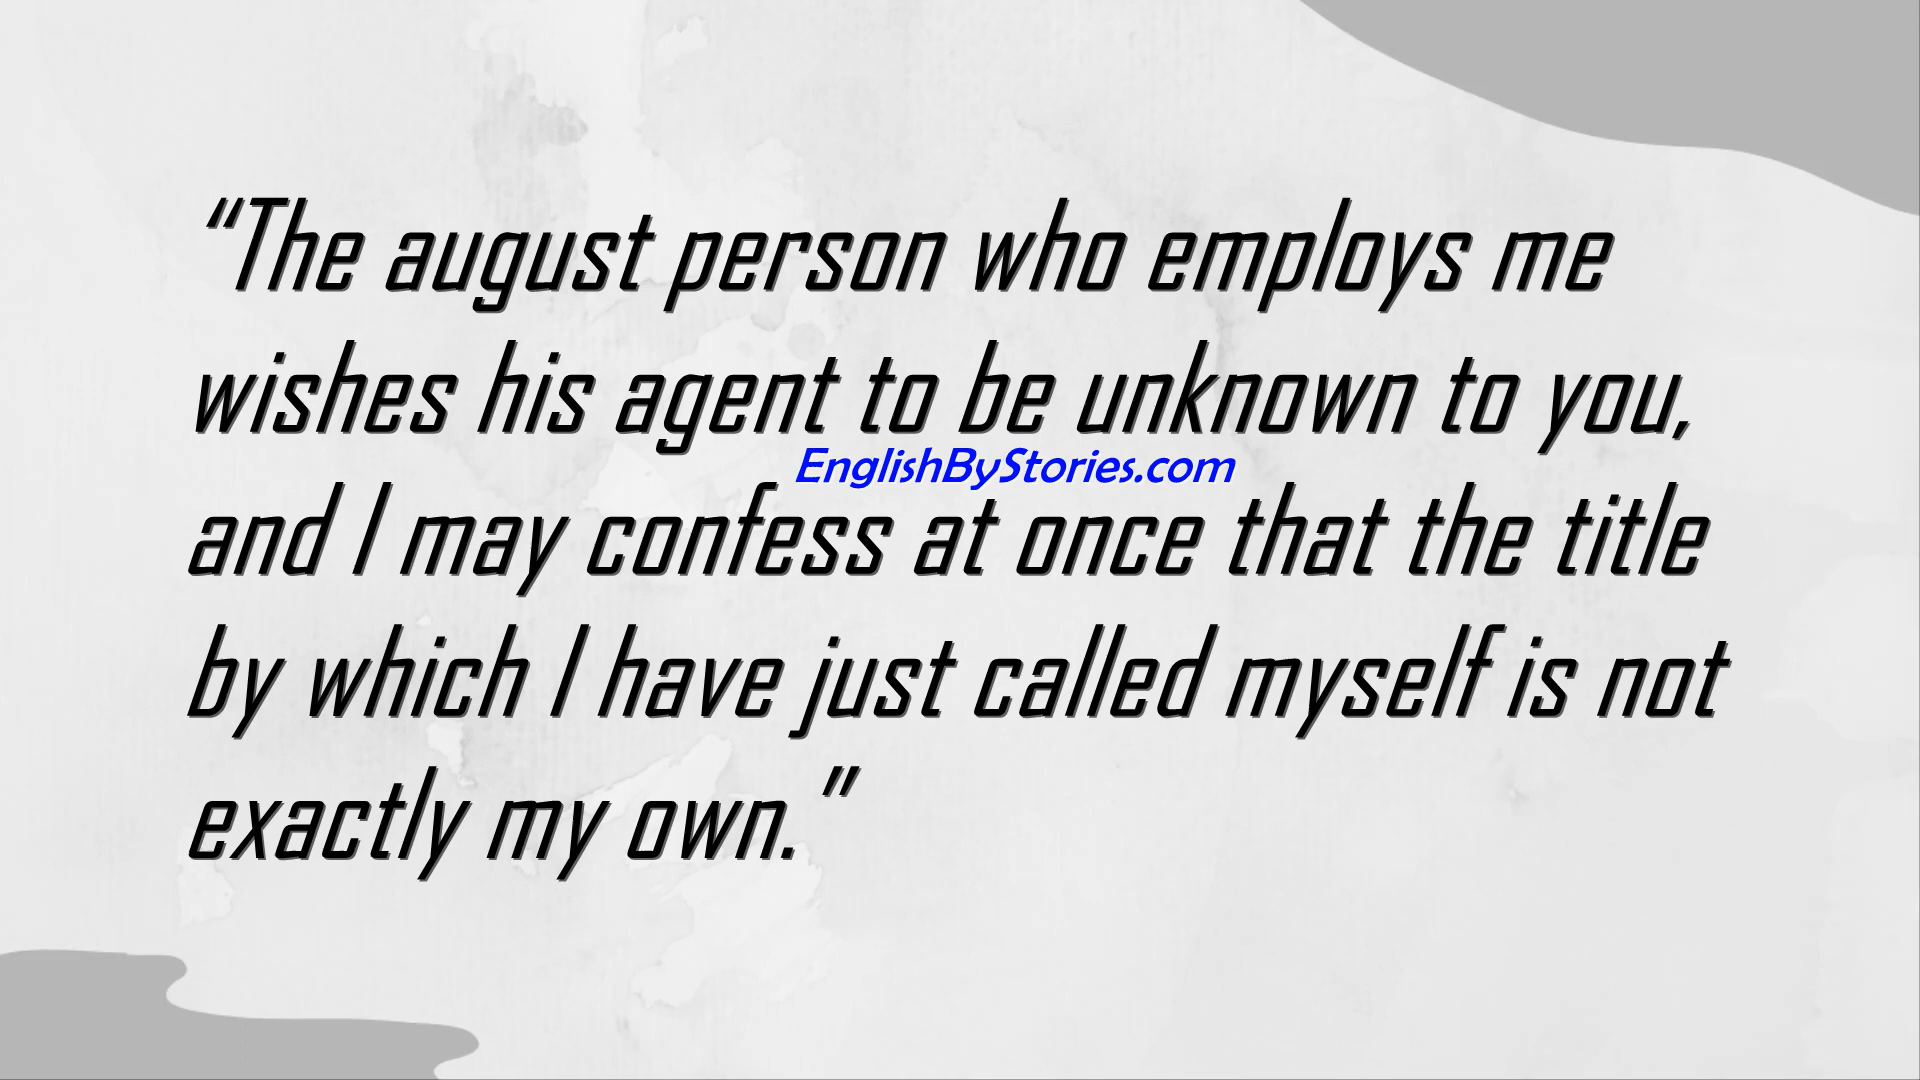 “The august person who employs me
wishes his agent to be unknown to you,
EnglishByStories.com
and I may confess at once that the title
by which I have just called myself is not
exactly my own.”